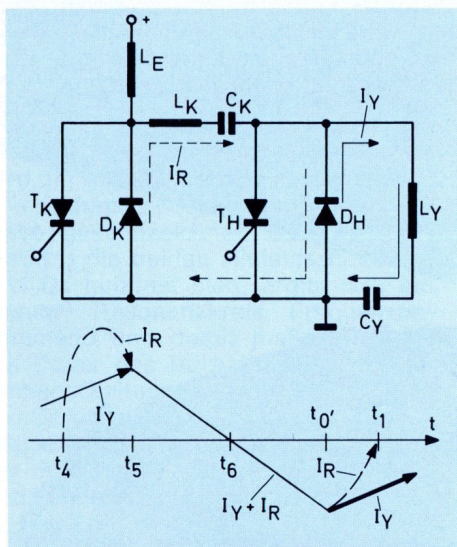 +
L_E
L_K C_K I_Y
I_R
T_K D_K T_H D_H L_Y
C_Y
I_R
I_Y
t_4 t_5 t_6 t_0' t_1 t
I_R
I_Y + I_R I_Y